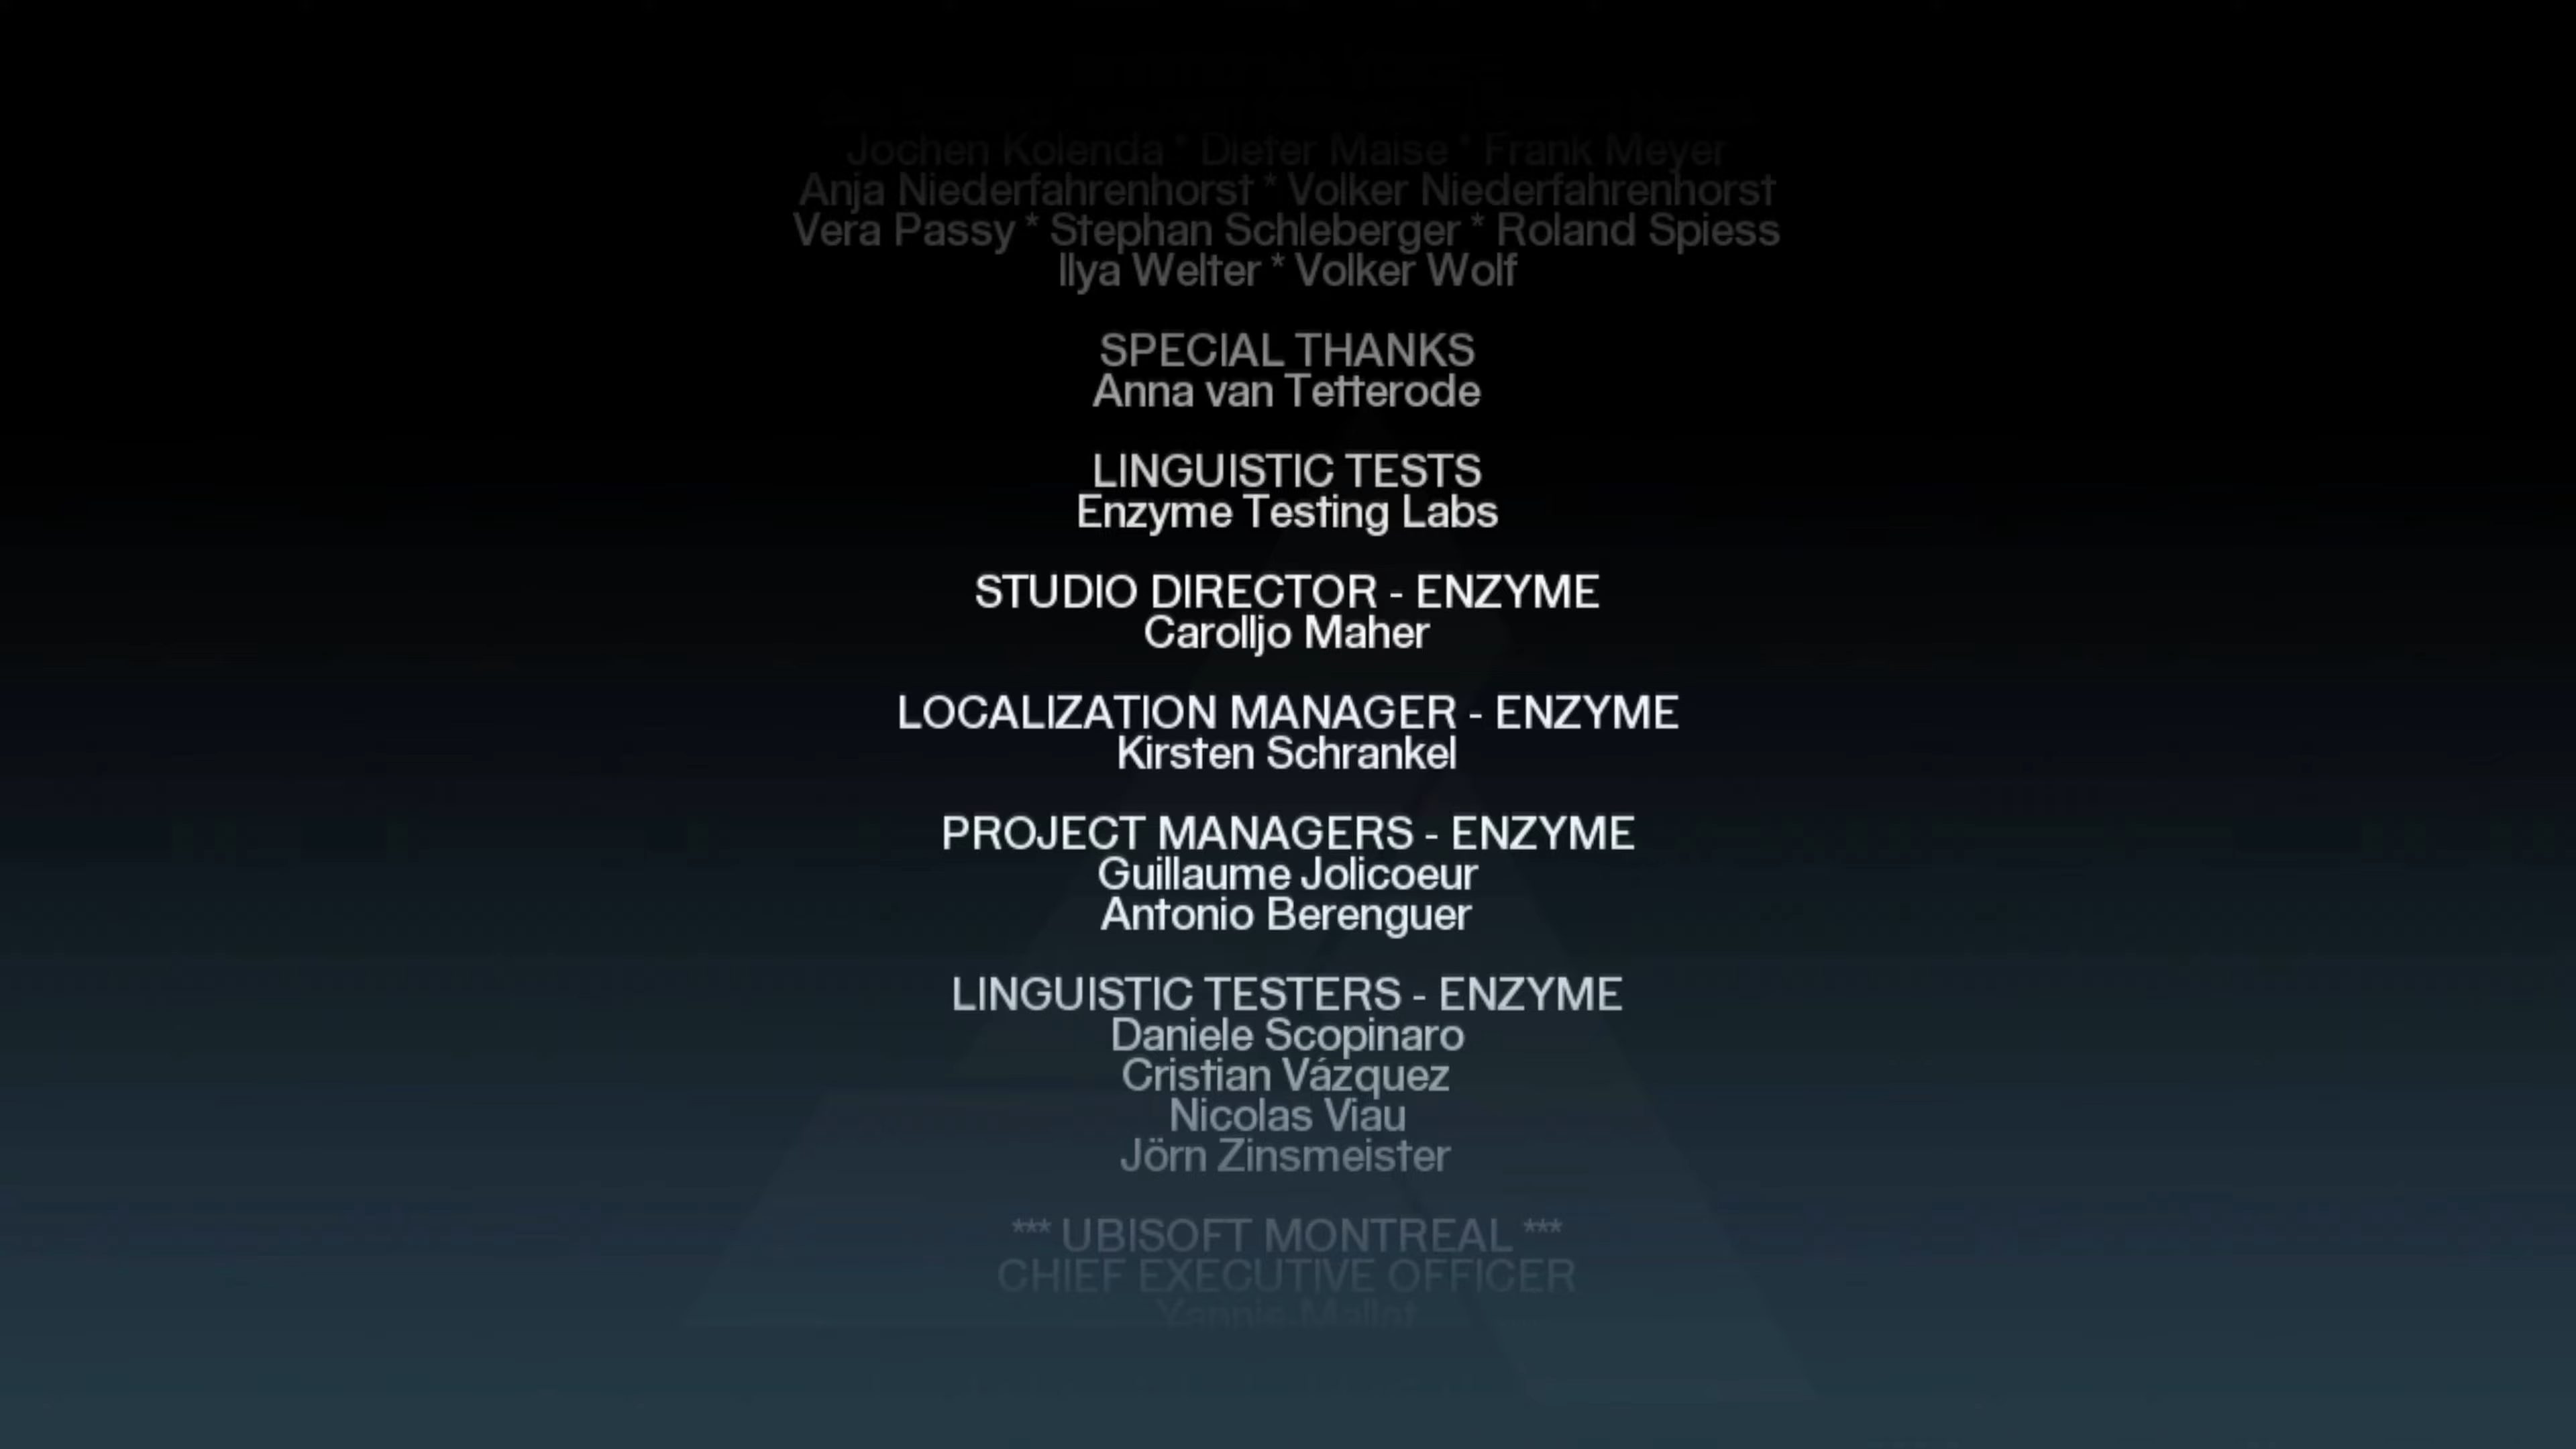 Jochen Kolenda * Dieter Maise * Frank Meyer
Anja Niederfahrenhorst * Volker Niederfahrenhorst
Vera Passy * Stephan Schleberger * Roland Spiess
Ilya Welter * Volker Wolf
SPECIAL THANKS
Anna van Tetterode
LINGUISTIC TESTS
Enzyme Testing Labs
STUDIO DIRECTOR - ENZYME
Carolljo Maher
LOCALIZATION MANAGER - ENZYME
Kirsten Schrankel
PROJECT MANAGERS - ENZYME
Guillaume Jolicoeur
Antonio Berenguer
LINGUISTIC TESTERS - ENZYME
Daniele Scopinaro
Cristian Vázquez
Nicolas Viau
Jörn Zinsmeister
*** UBISOFT MONTREAL ***
CHIEF EXECUTIVE OFFICER
Yannis Mallat